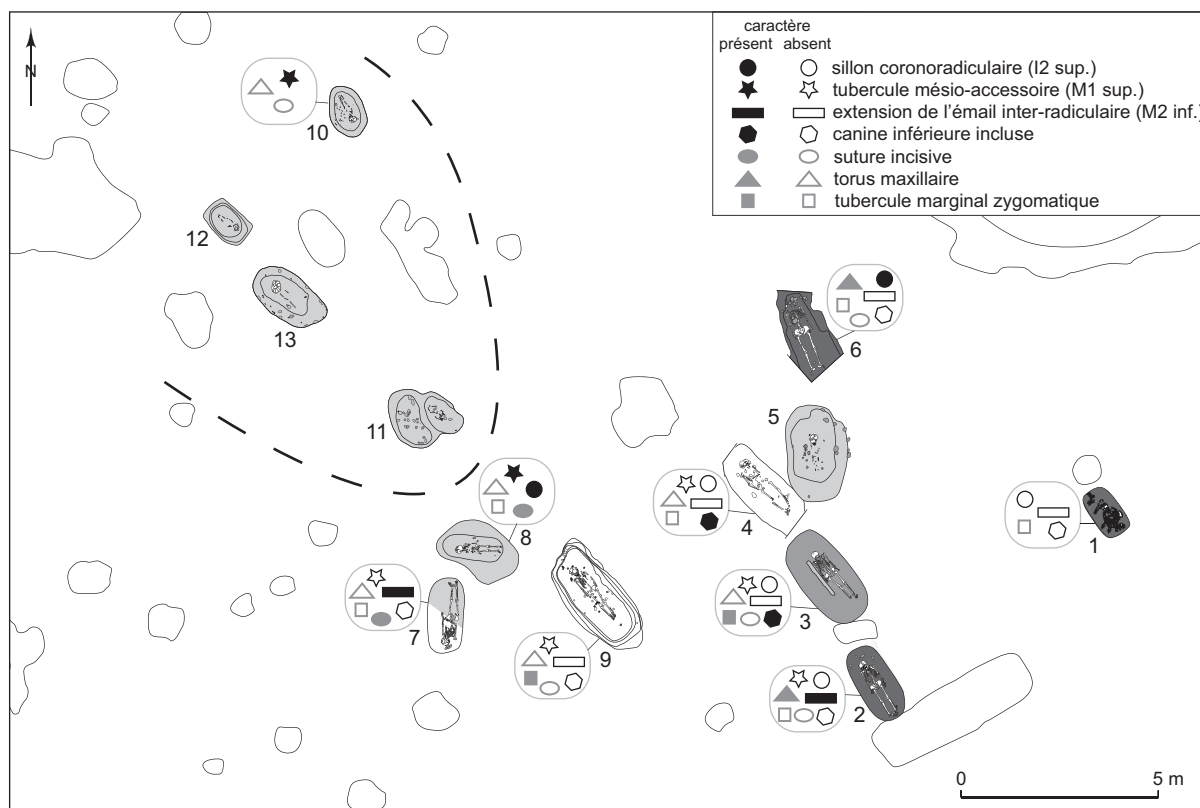 caractère
présent absent
sillon coronoradiculaire (I2 sup.)
tubercule mésio-accessoire (M1 sup.)
extension de l'émail inter-radiculaire (M2 inf.)
canine inférieure incluse
suture incisive
torus maxillaire
tubercule marginal zygomatique
N
10
12
13
11
6
5
4
1
8
3
7
9
2
0 5 m